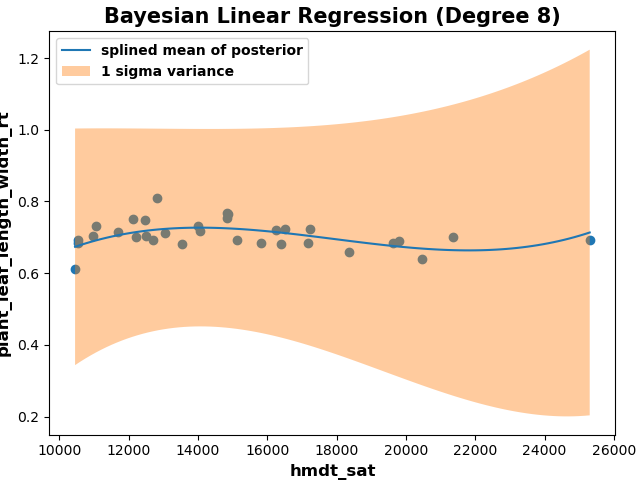 Bayesian Linear Regression (Degree 8)
splined mean of posterior
1 sigma variance
plant_leaf_length_width_rt
1.2
1.0
0.8
0.6
0.4
0.2
10000 12000 14000 16000 18000 20000 22000 24000 26000
hmdt_sat